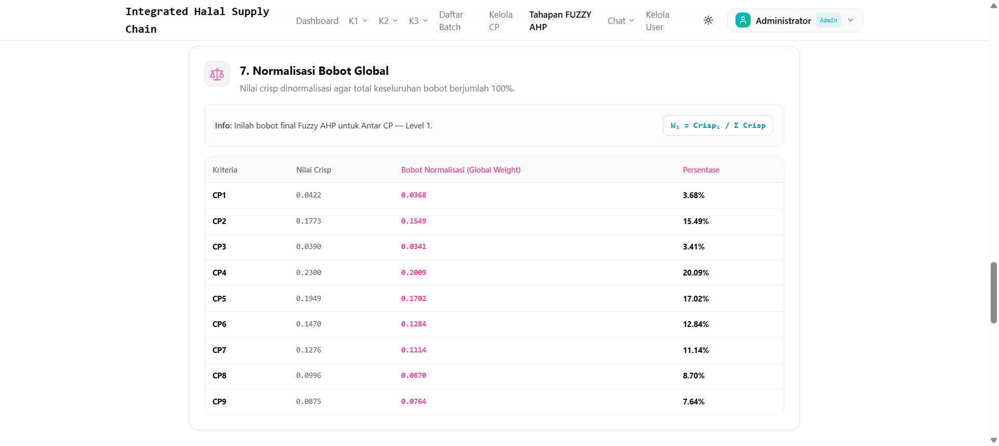 Integrated Halal Supply
Chain
Dashboard K1 K2 K3 Daftar Batch Kelola CP Tahapan FUZZY AHP Chat Kelola User Administrator Admin
7. Normalisasi Bobot Global
Nilai crisp dinormalisasi agar total keseluruhan bobot berjumlah 100%.
Info: Inilah bobot final Fuzzy AHP untuk Antar CP — Level 1.
Wᵢ = Crispᵢ / Σ Crisp
Kriteria Nilai Crisp Bobot Normalisasi (Global Weight) Persentase
CP1 0.0422 0.0368 3.68%
CP2 0.1773 0.1549 15.49%
CP3 0.0390 0.0341 3.41%
CP4 0.2300 0.2009 20.09%
CP5 0.1949 0.1702 17.02%
CP6 0.1470 0.1284 12.84%
CP7 0.1276 0.1114 11.14%
CP8 0.0996 0.0870 8.70%
CP9 0.0875 0.0764 7.64%